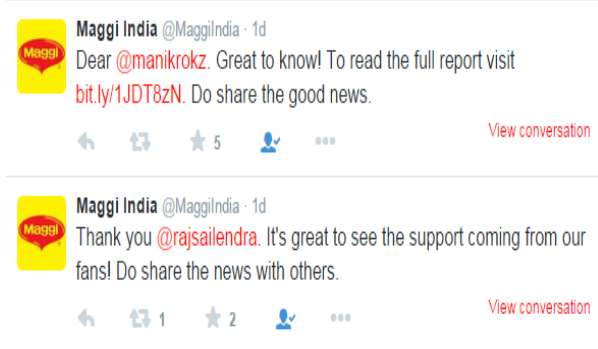 Maggi India @MaggiIndia · 1d
Maggi
Dear @manikrokz. Great to know! To read the full report visit
bit.ly/1JDT8zN. Do share the good news.
5
View conversation
Maggi India @MaggiIndia · 1d
Maggi
Thank you @rajsailendra. It's great to see the support coming from our
fans! Do share the news with others.
1 2
View conversation